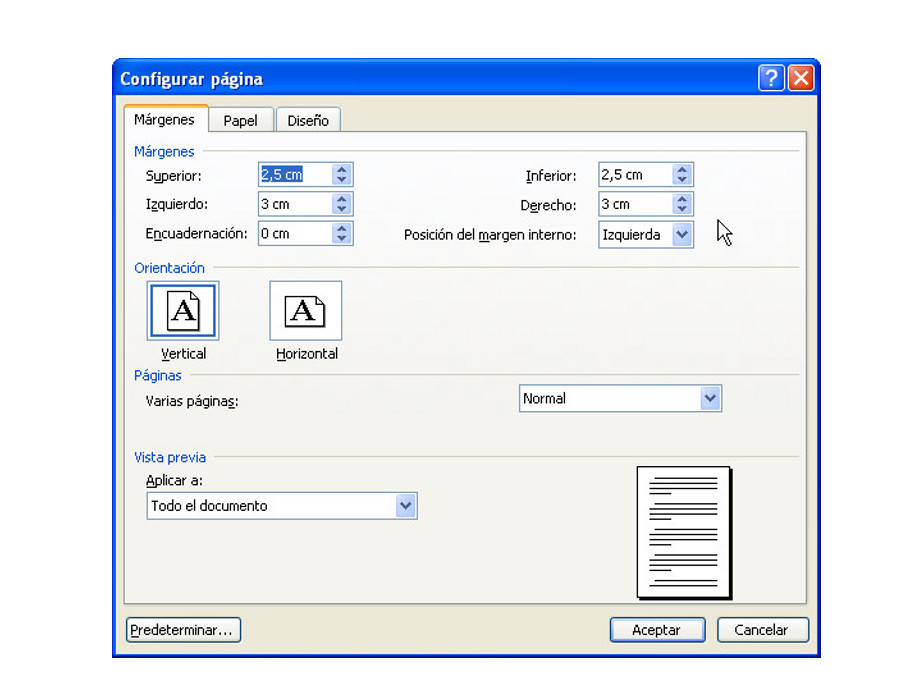 Configurar página
Márgenes Papel Diseño
Márgenes
Superior: 2,5 cm Inferior: 2,5 cm
Izquierdo: 3 cm Derecho: 3 cm
Encuadernación: 0 cm Posición del margen interno: Izquierda
Orientación
A A
Vertical Horizontal
Páginas
Varias páginas: Normal
Vista previa
Aplicar a:
Todo el documento
Predeterminar... Aceptar Cancelar